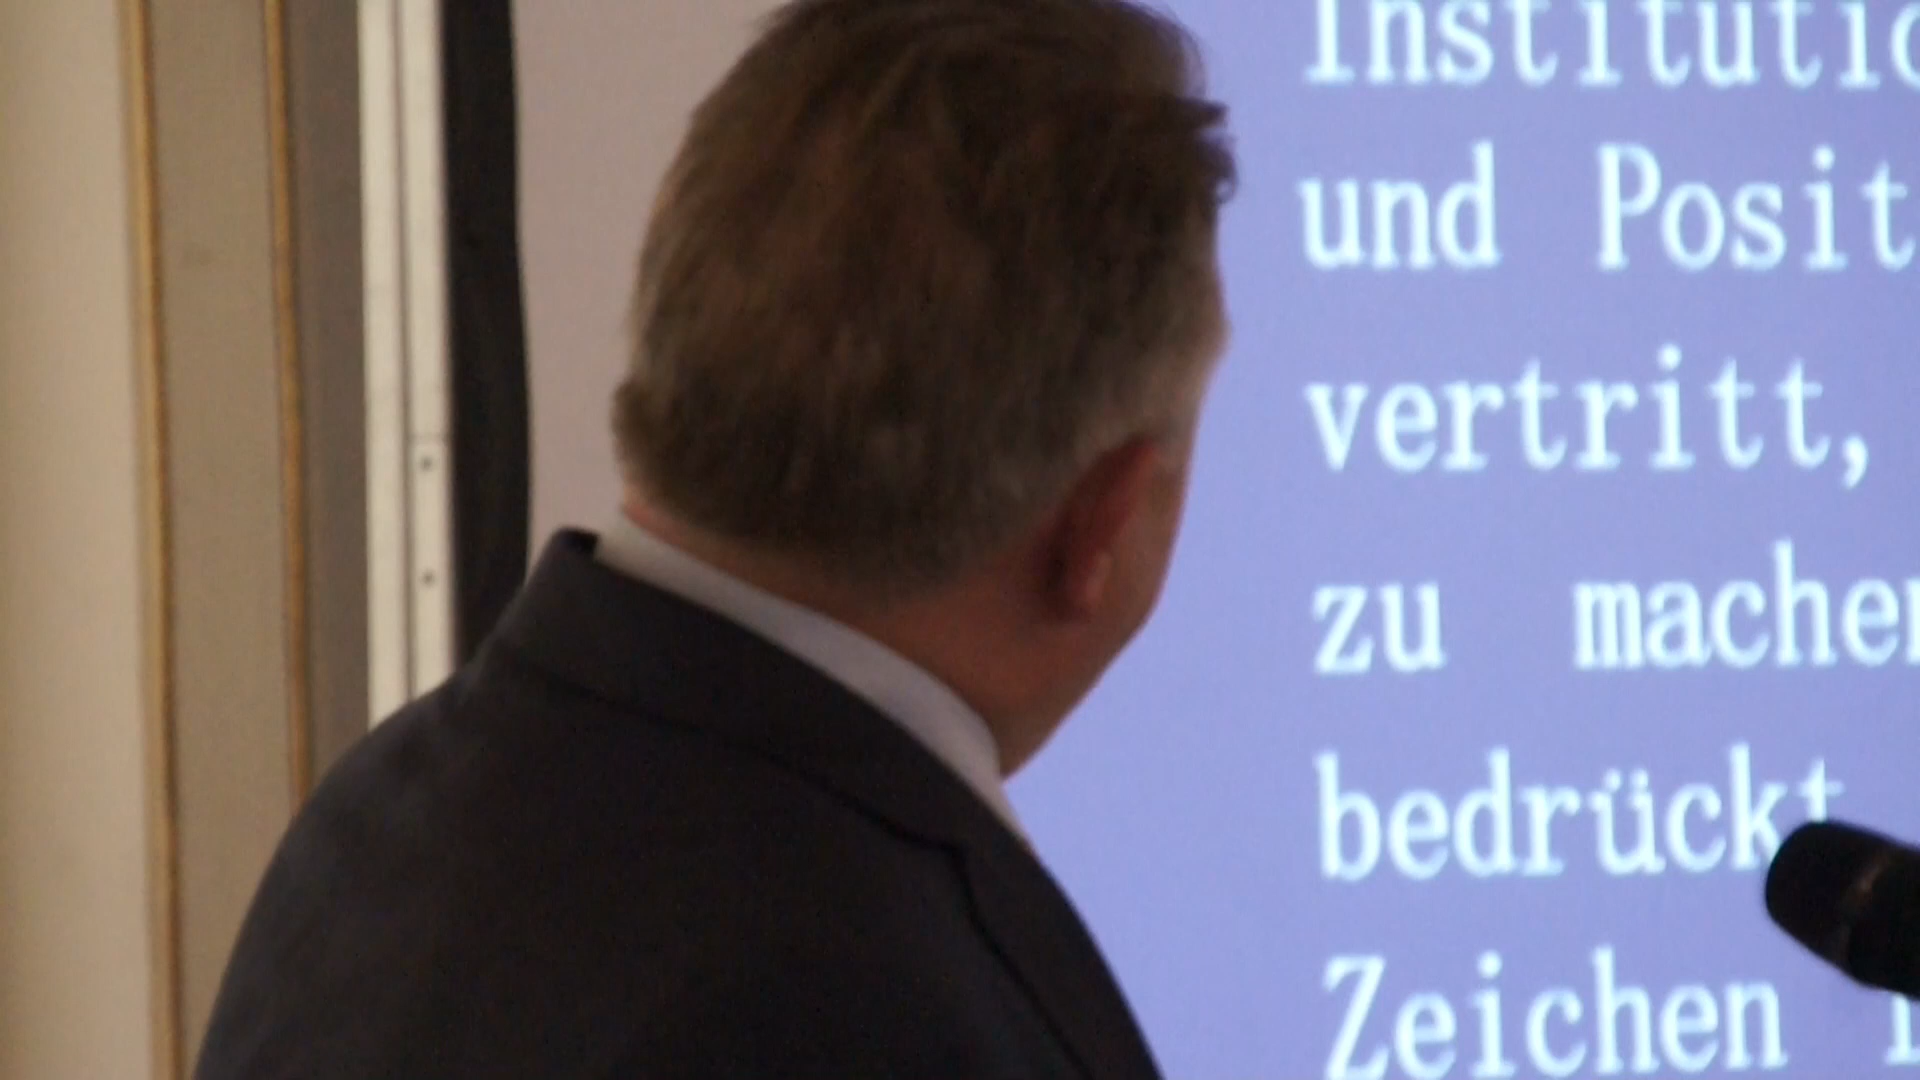 Institutio
und Posit
vertritt,
zu machen
bedrückt
Zeichen